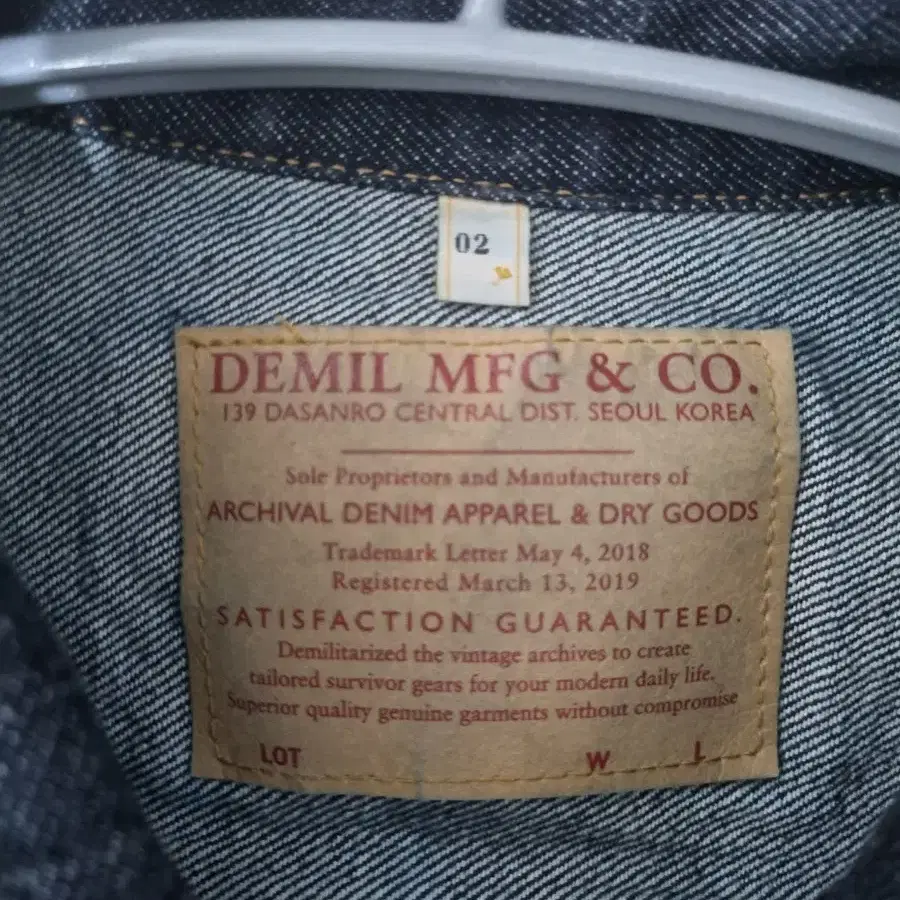 02
DEMIL MFG & CO.
139 DASANRO CENTRAL DIST. SEOUL KOREA
Sole Proprietors and Manufacturers of
ARCHIVAL DENIM APPAREL & DRY GOODS
Trademark Letter May 4, 2018
Registered March 13, 2019
SATISFACTION GUARANTEED.
Demilitarized the vintage archives to create
tailored survivor gears for your modern daily life.
Superior quality genuine garments without compromise
LOT W L